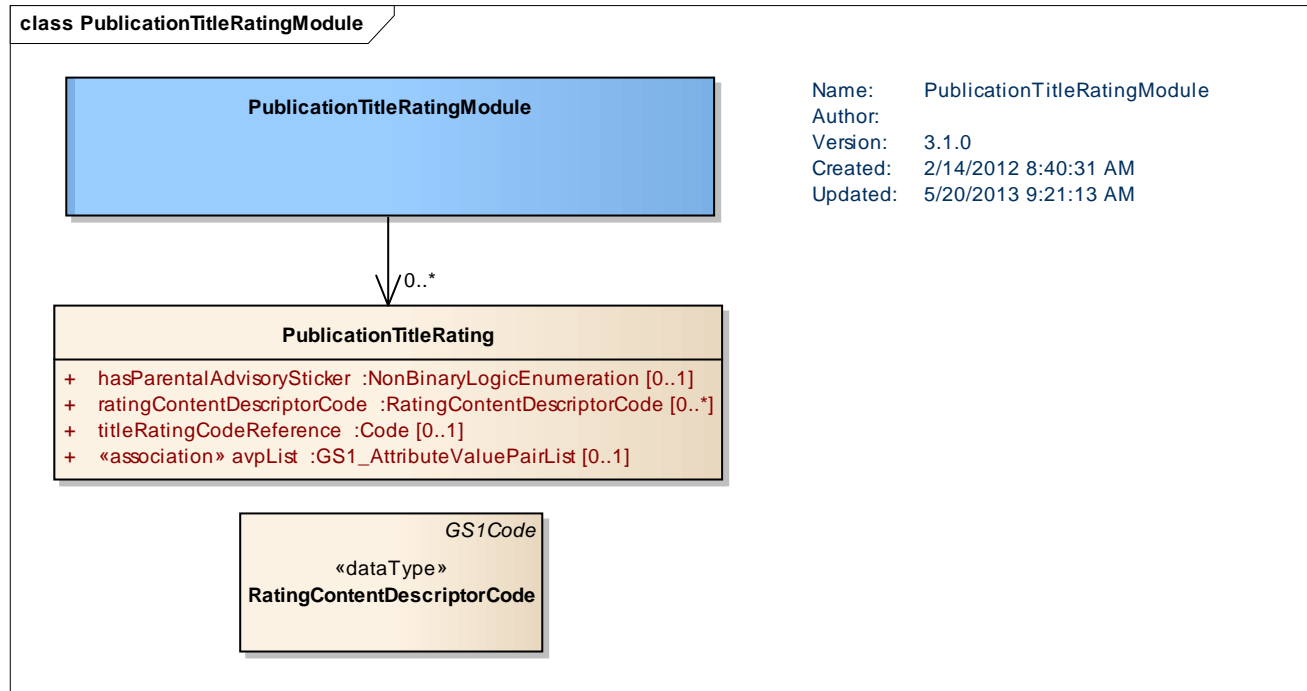 class PublicationTitleRatingModule
PublicationTitleRatingModule
Name: PublicationTitleRatingModule
Author:
Version: 3.1.0
Created: 2/14/2012 8:40:31 AM
Updated: 5/20/2013 9:21:13 AM
0..*
PublicationTitleRating
+ hasParentalAdvisorySticker :NonBinaryLogicEnumeration [0..1]
+ ratingContentDescriptorCode :RatingContentDescriptorCode [0..*]
+ titleRatingCodeReference :Code [0..1]
+ «association» avpList :GS1_AttributeValuePairList [0..1]
GS1Code
«dataType»
RatingContentDescriptorCode